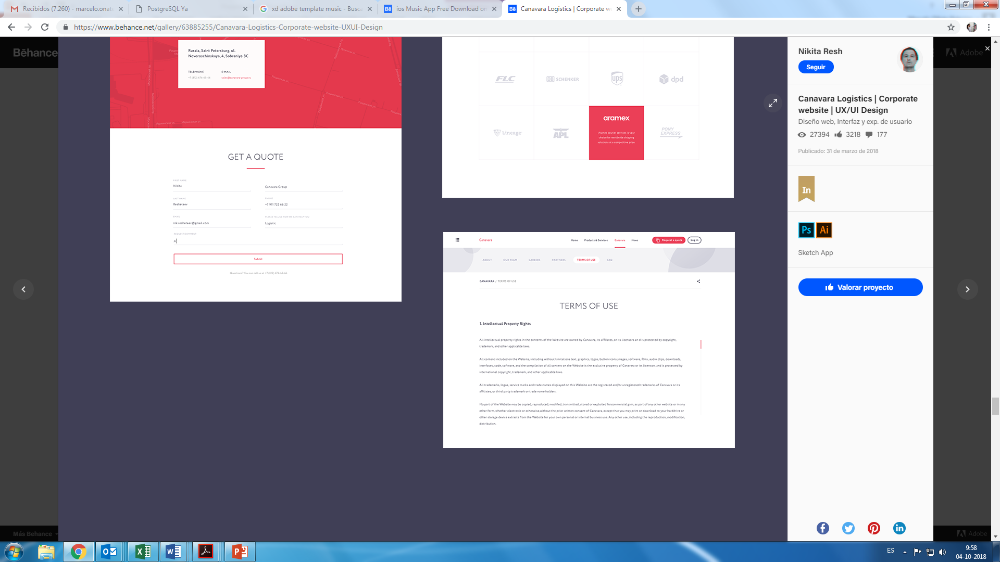 Recibidos (7.260) - marcelo.onate
PostgreSQL Ya
xd adobe template music - Busca
ios Music App Free Download on
Canavara Logistics | Corporate we
https://www.behance.net/gallery/63885255/Canavara-Logistics-Corporate-website-UXUI-Design
Bēhance
Adobe
Russia, Saint Petersburg, ul.
Novoroschinskaya, 4, Sobraniye BC
TELEPHONE
E-MAIL
+7 (812) 676-65-46
sales@canavara-group.ru
GET A QUOTE
FIRST NAME
Nikita
Canavara Group
LAST NAME
Resheteev
PHONE
+7 911 722 66 22
EMAIL
nik.resheteev@gmail.com
PLEASE TELL US HOW WE CAN HELP YOU
Logistic
REQUEST/COMMENT
A
Submit
Questions? You can call us at +7 (812) 676-65-46
FLC
DB SCHENKER
ups
dpd
Lineage
APL
aramex
Aramex courier services is your
choice for worldwide shipping
solutions at a competitive price
PONY
EXPRESS
Canavara
Home
Products & Services
Canavara
News
Request a quote
Log in
ABOUT
OUR TEAM
CAREERS
PARTNERS
TERMS OF USE
FAQ
CANAVARA / TERMS OF USE
TERMS OF USE
1. Intellectual Property Rights
All intellectual property rights in the contents of the Website are owned by Canavara, its affiliates, or its licensors an d is protected by copyright,
trademark, and other applicable laws.
All content included on the Website, including without limitations text, graphics, logos, button icons,images, software, films, audio clips, downloads,
interfaces, code, software, and the compilation of all content on the Website is the exclusive property of Canavara or its licensors and is protected by
international copyright, trademark, and other applicable laws.
All trademarks, logos, service marks and trade names displayed on this Website are the registered and/or unregistered trademarks of Canavara or its
affiliates, or third party trademark or trade name holders.
No part of the Website may be copied, reproduced, modified, transmitted, stored or exploited forcommercial gain, as part of any other website or in any
other form, whether electronic or otherwise,without the prior written consent of Canavara, except that you may print or download to your harddrive or
other storage device extracts from the Website for your own personal or internal business use. Any other use, including the reproduction, modification,
distribution.
Nikita Resh
Seguir
Canavara Logistics | Corporate
website | UX/UI Design
Diseño web, Interfaz y exp. de usuario
27394
3218
177
Publicado: 31 de marzo de 2018
In
Ps
Ai
Sketch App
Valorar proyecto
Más Behance
Adobe
ES
9:58
04-10-2018